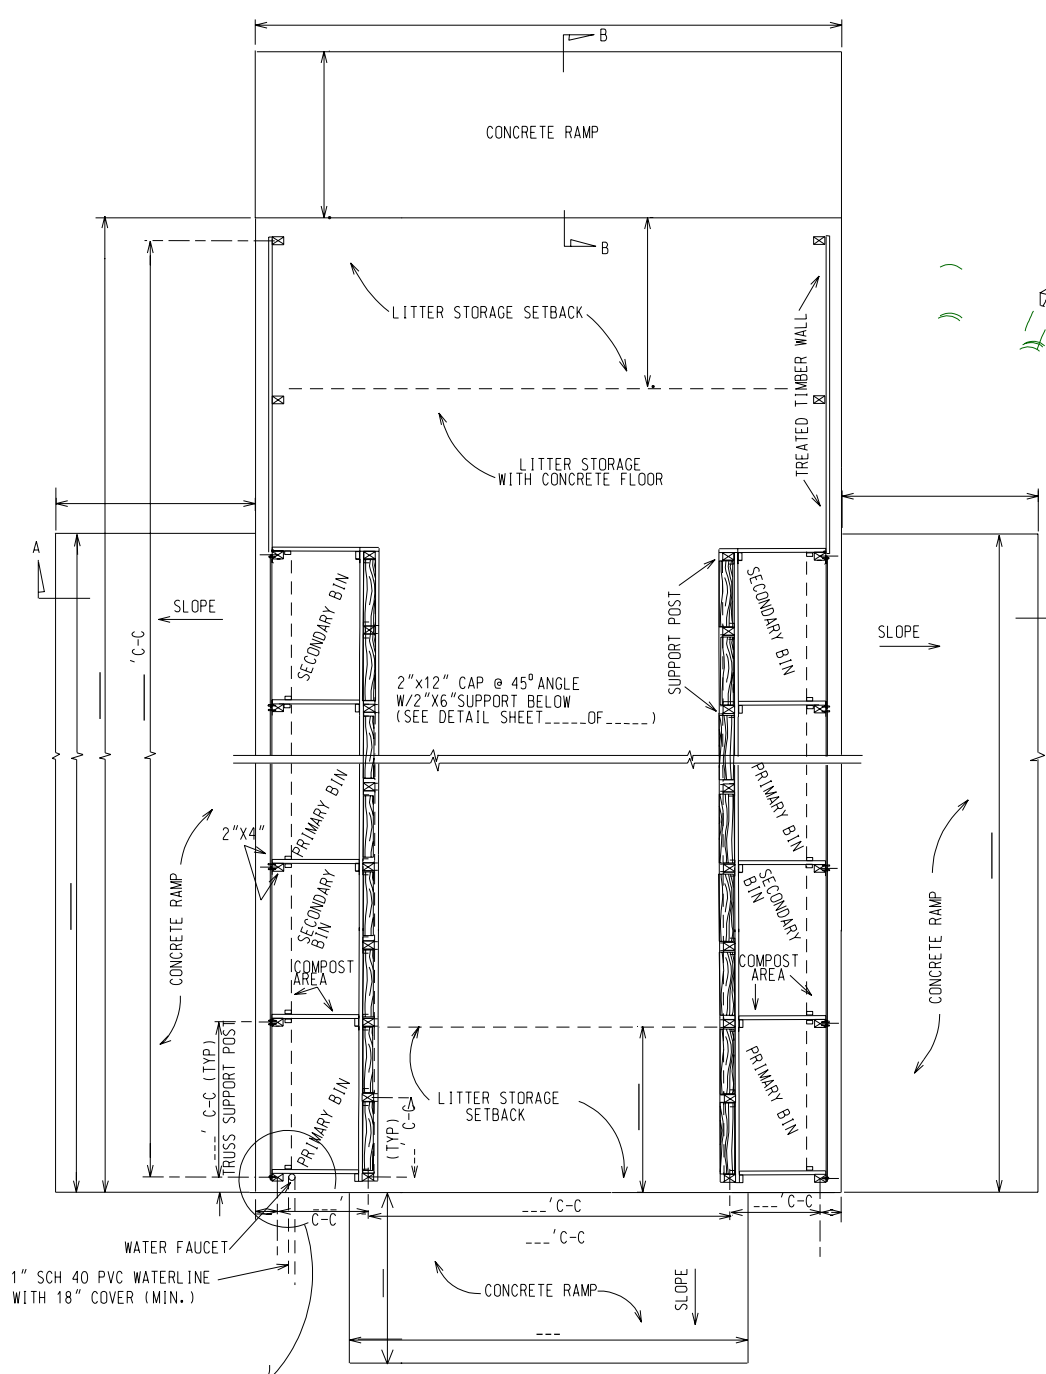 B
CONCRETE RAMP
B
LITTER STORAGE SETBACK
TREATED TIMBER WALL
LITTER STORAGE
WITH CONCRETE FLOOR
A
SLOPE
'C-C
SECONDARY BIN
SUPPORT POST
SECONDARY BIN
SLOPE
2"x12" CAP @ 45° ANGLE
W/2"X6"SUPPORT BELOW
(SEE DETAIL SHEET_____OF_____)
PRIMARY BIN
PRIMARY BIN
2"X4"
CONCRETE RAMP
SECONDARY
BIN
SECONDARY
BIN
CONCRETE RAMP
COMPOST
AREA
COMPOST
AREA
___' C-C (TYP)
TRUSS SUPPORT POST
PRIMARY BIN
(TYP)
___'C-C
LITTER STORAGE
SETBACK
PRIMARY BIN
___'
C-C
___'C-C
___'C-C
___'C-C
WATER FAUCET
1" SCH 40 PVC WATERLINE
WITH 18" COVER (MIN.)
CONCRETE RAMP
SLOPE
___